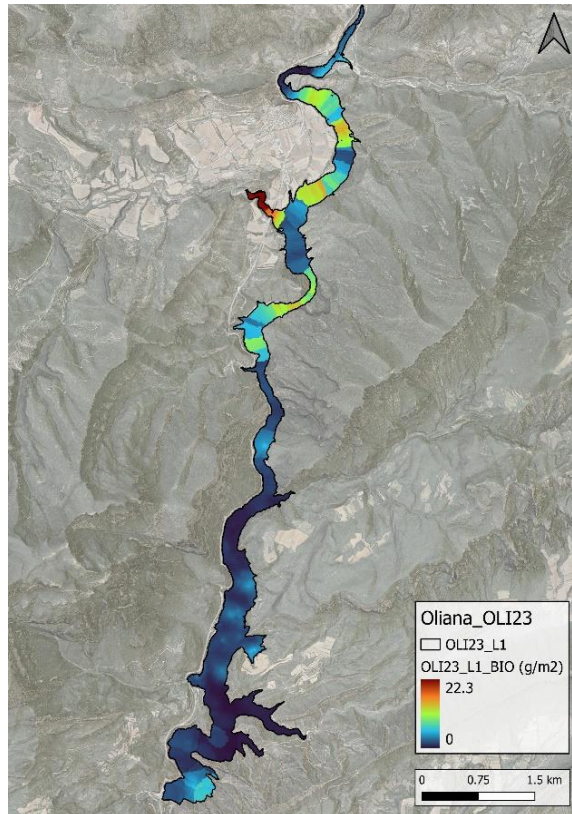 Oliana_OLI23
OLI23_L1
OLI23_L1_BIO (g/m2)
22.3
0
0 0.75 1.5 km